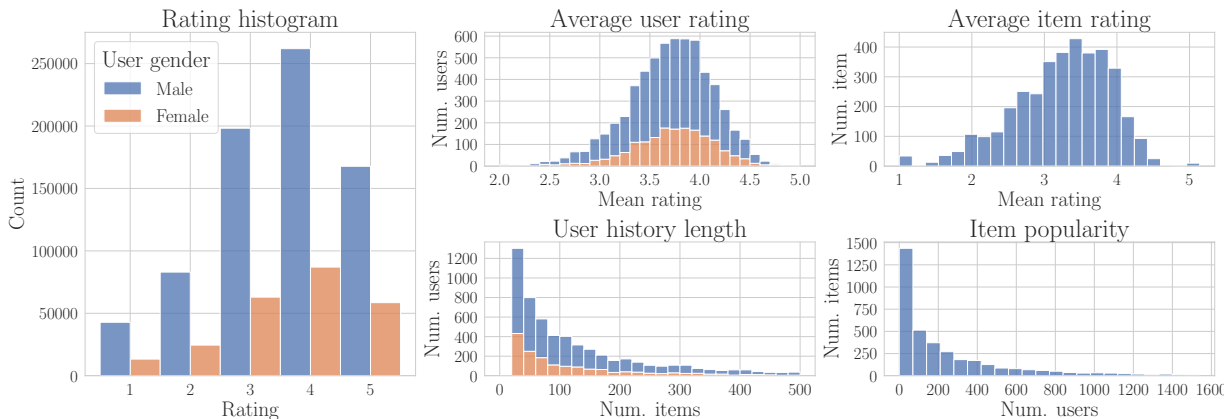 Rating histogram
Count
250000
200000
150000
100000
50000
0
User gender
Male
Female
1 2 3 4 5
Rating
Average user rating
Num. users
600
500
400
300
200
100
0
2.0 2.5 3.0 3.5 4.0 4.5 5.0
Mean rating
Average item rating
Num. item
400
300
200
100
0
1 2 3 4 5
Mean rating
User history length
Num. users
1200
1000
800
600
400
200
0
0 100 200 300 400 500
Num. items
Item popularity
Num. items
1500
1250
1000
750
500
250
0
0 200 400 600 800 1000 1200 1400 1600
Num. users